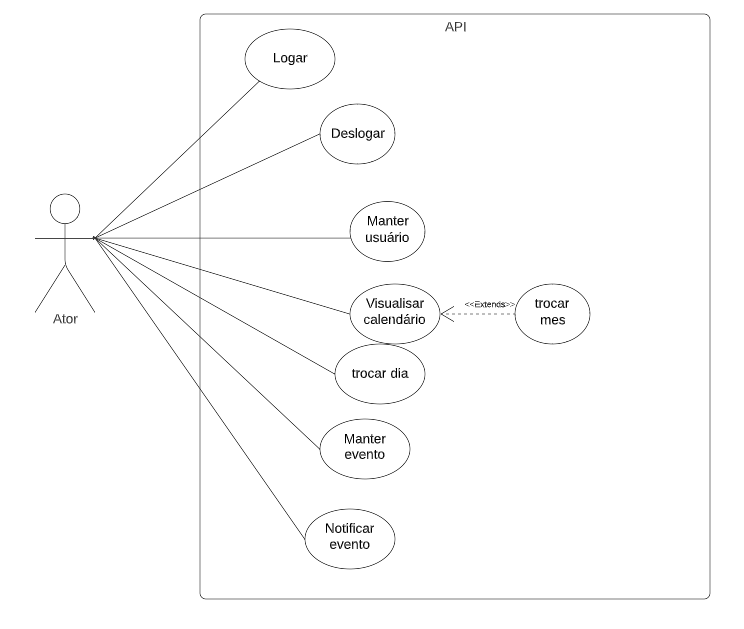 API
Logar
Deslogar
Manter
usuário
Visualisar
calendário
<<Extends>>
trocar
mes
Ator
trocar dia
Manter
evento
Notificar
evento